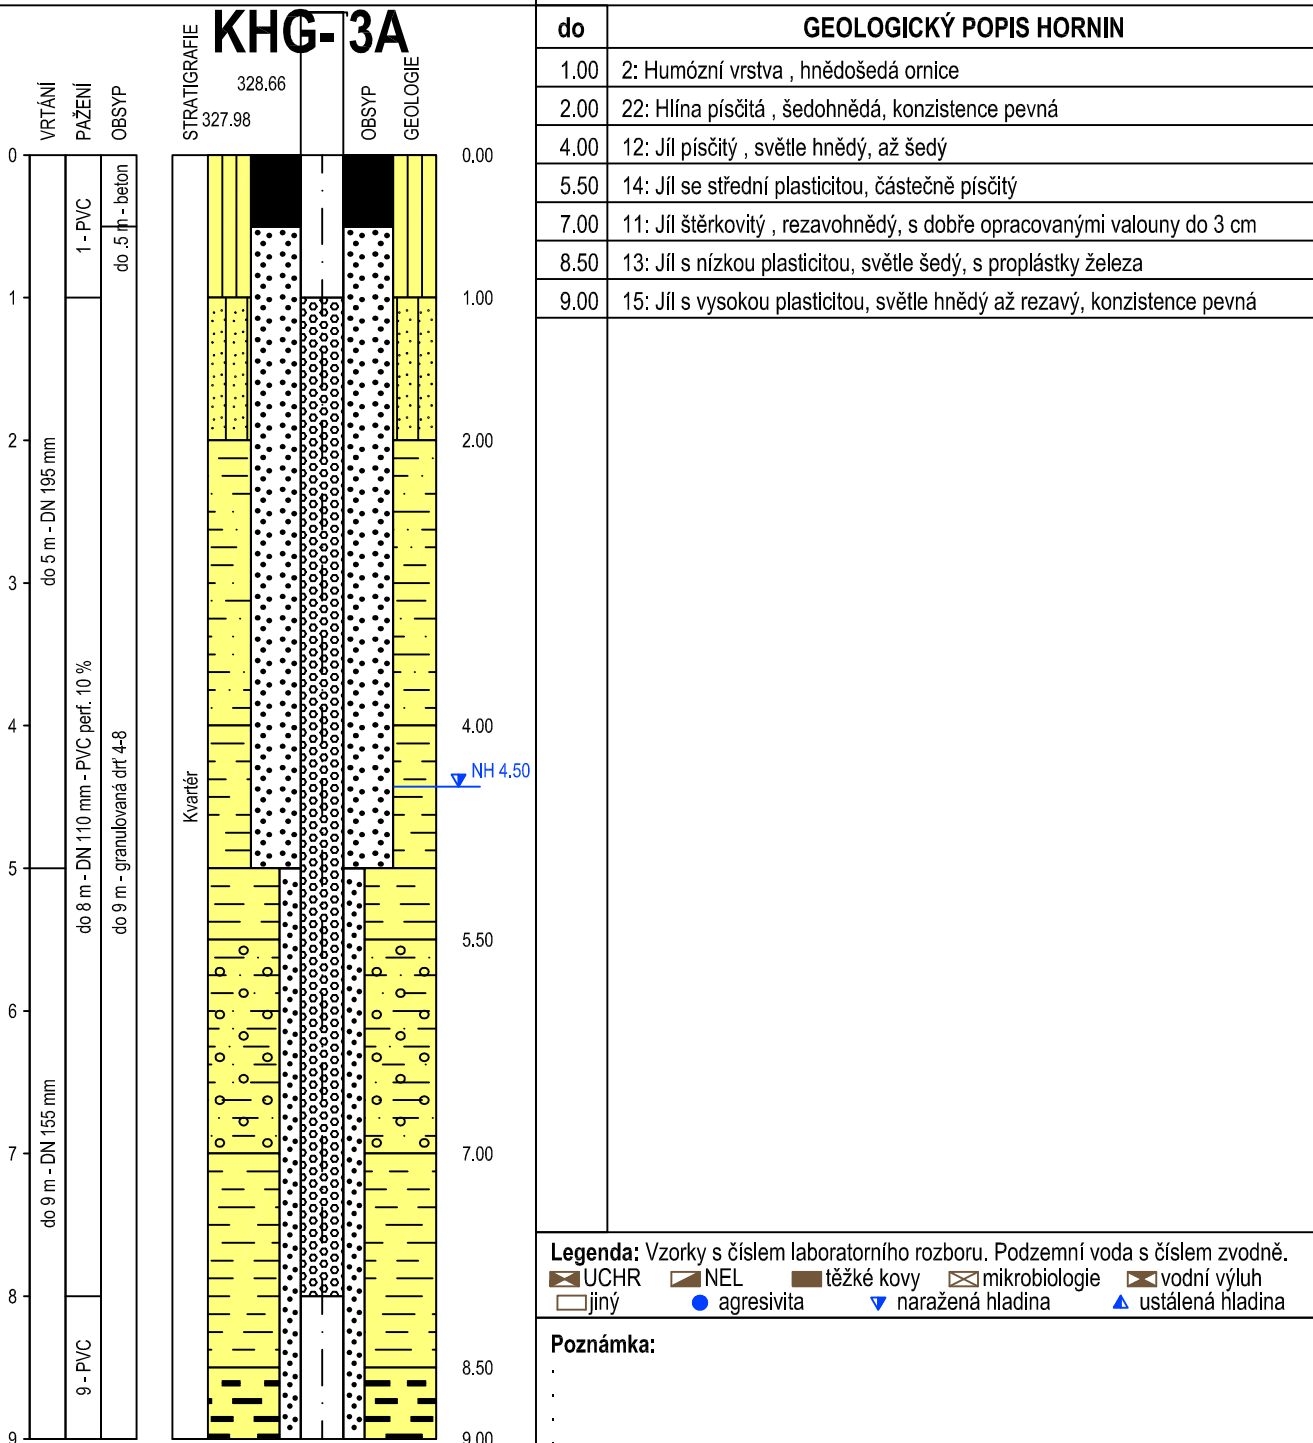 KHG- 3A
328.66
327.98
VRTÁNÍ
PAŽENÍ
OBSYP
STRATIGRAFIE
OBSYP
GEOLOGIE
0
1
2
3
4
5
6
7
8
9
do 5 m - DN 195 mm
do 9 m - DN 155 mm
1 - PVC
do 8 m - DN 110 mm - PVC perf. 10 %
9 - PVC
do .5 m - beton
do 9 m - granulovaná drť 4-8
Kvartér
0.00
1.00
2.00
4.00
NH 4.50
5.50
7.00
8.50
9.00
do GEOLOGICKÝ POPIS HORNIN
1.00 2: Humózní vrstva , hnědošedá ornice
2.00 22: Hlína písčitá , šedohnědá, konzistence pevná
4.00 12: Jíl písčitý , světle hnědý, až šedý
5.50 14: Jíl se střední plasticitou, částečně písčitý
7.00 11: Jíl štěrkovitý , rezavohnědý, s dobře opracovanými valouny do 3 cm
8.50 13: Jíl s nízkou plasticitou, světle šedý, s proplástky železa
9.00 15: Jíl s vysokou plasticitou, světle hnědý až rezavý, konzistence pevná
Legenda: Vzorky s číslem laboratorního rozboru. Podzemní voda s číslem zvodně.
UCHR NEL těžké kovy mikrobiologie vodní výluh
jiný agresivita naražená hladina ustálená hladina
Poznámka:
.
.
.
.